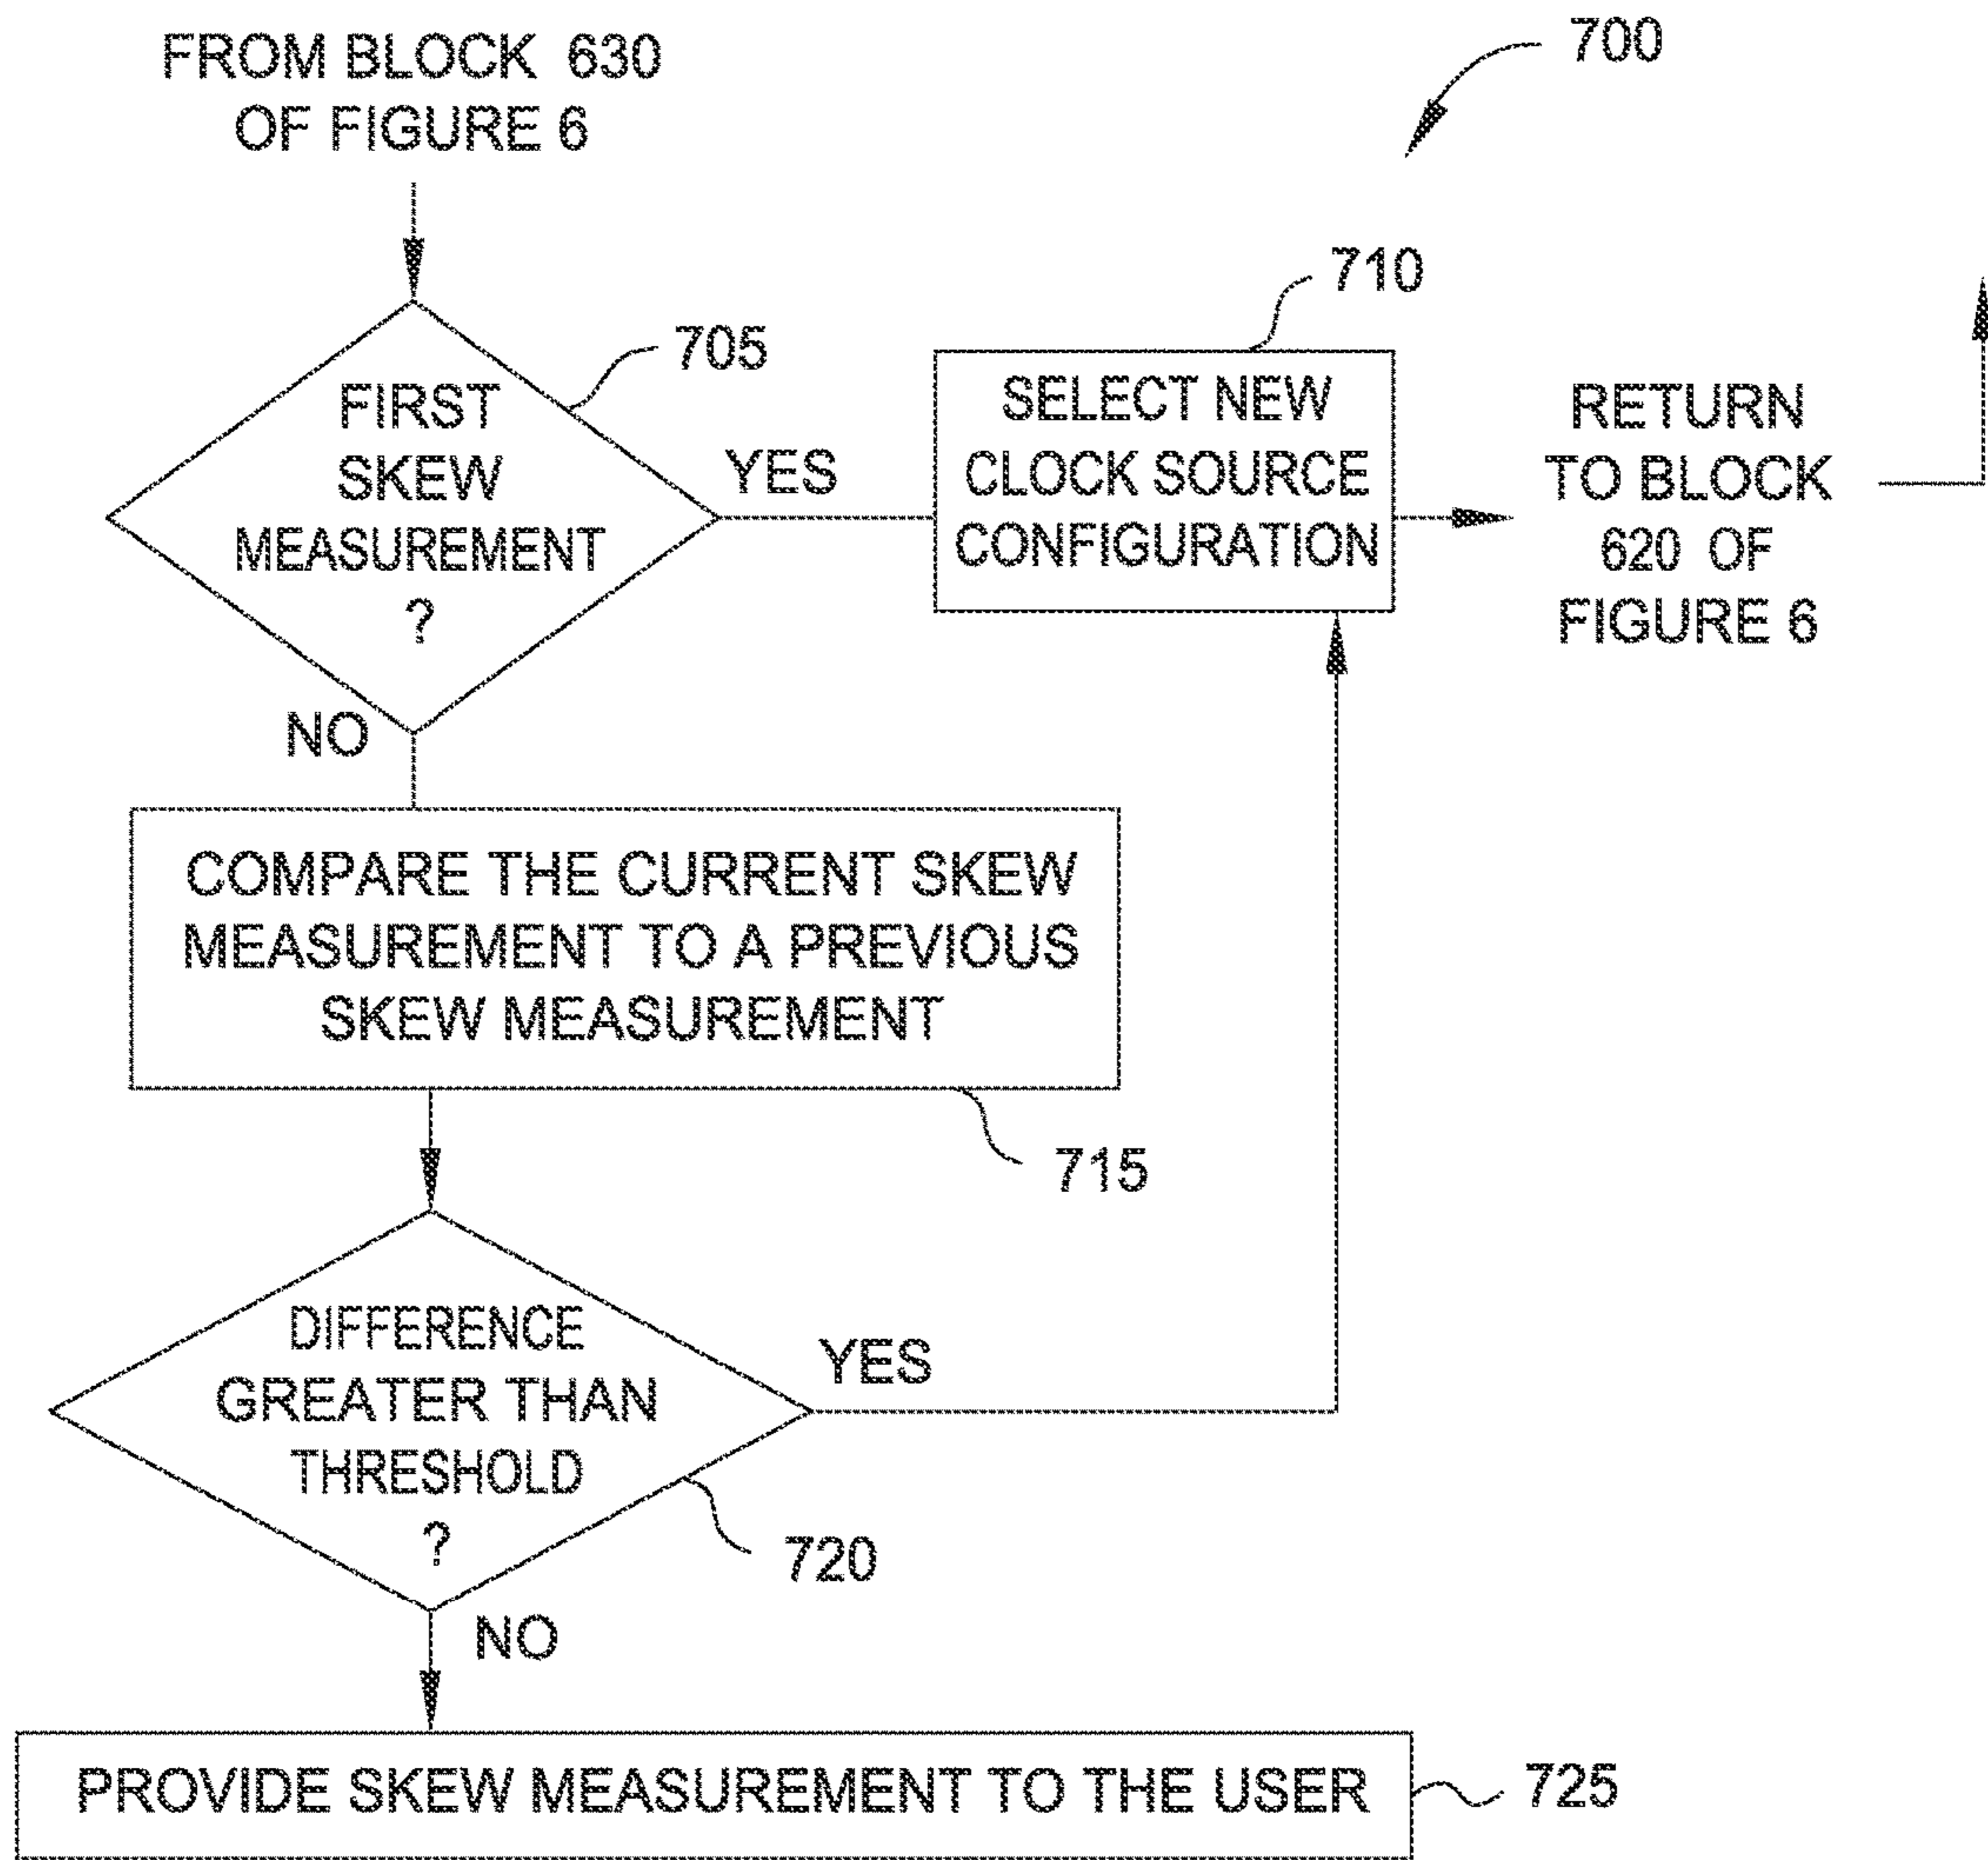 FROM BLOCK 630
OF FIGURE 6
700
705
FIRST
SKEW
MEASUREMENT
?
YES
NO
710
SELECT NEW
CLOCK SOURCE
CONFIGURATION
RETURN
TO BLOCK
620 OF
FIGURE 6
COMPARE THE CURRENT SKEW
MEASUREMENT TO A PREVIOUS
SKEW MEASUREMENT
715
DIFFERENCE
GREATER THAN
THRESHOLD
?
YES
720
NO
PROVIDE SKEW MEASUREMENT TO THE USER
725